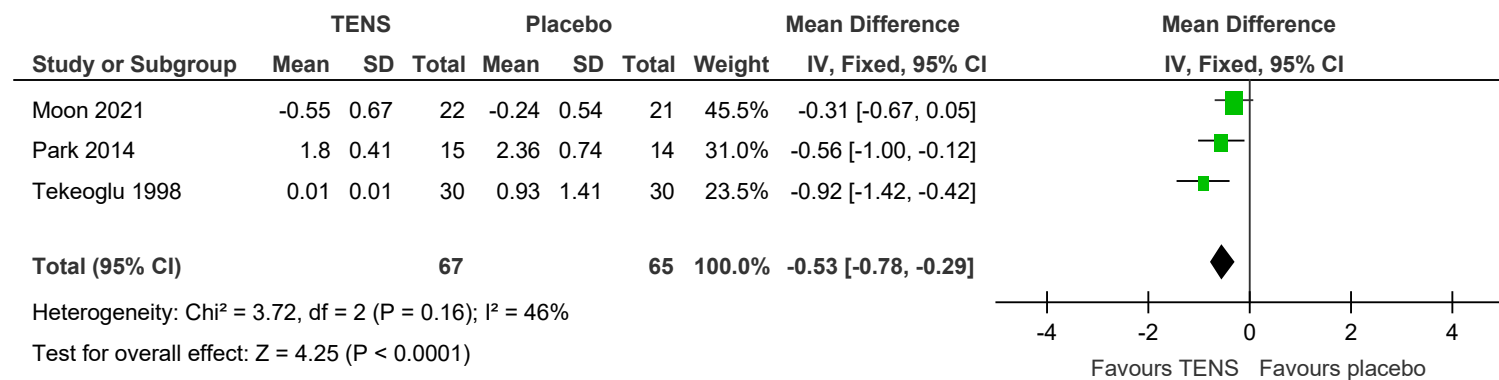 TENS Placebo Mean Difference Mean Difference
Study or Subgroup Mean SD Total Mean SD Total Weight IV, Fixed, 95% CI IV, Fixed, 95% CI
Moon 2021 -0.55 0.67 22 -0.24 0.54 21 45.5% -0.31 [-0.67, 0.05]
Park 2014 1.8 0.41 15 2.36 0.74 14 31.0% -0.56 [-1.00, -0.12]
Tekeoglu 1998 0.01 0.01 30 0.93 1.41 30 23.5% -0.92 [-1.42, -0.42]
Total (95% CI) 67 65 100.0% -0.53 [-0.78, -0.29]
Heterogeneity: Chi² = 3.72, df = 2 (P = 0.16); I² = 46%
Test for overall effect: Z = 4.25 (P < 0.0001)
-4 -2 0 2 4
Favours TENS Favours placebo